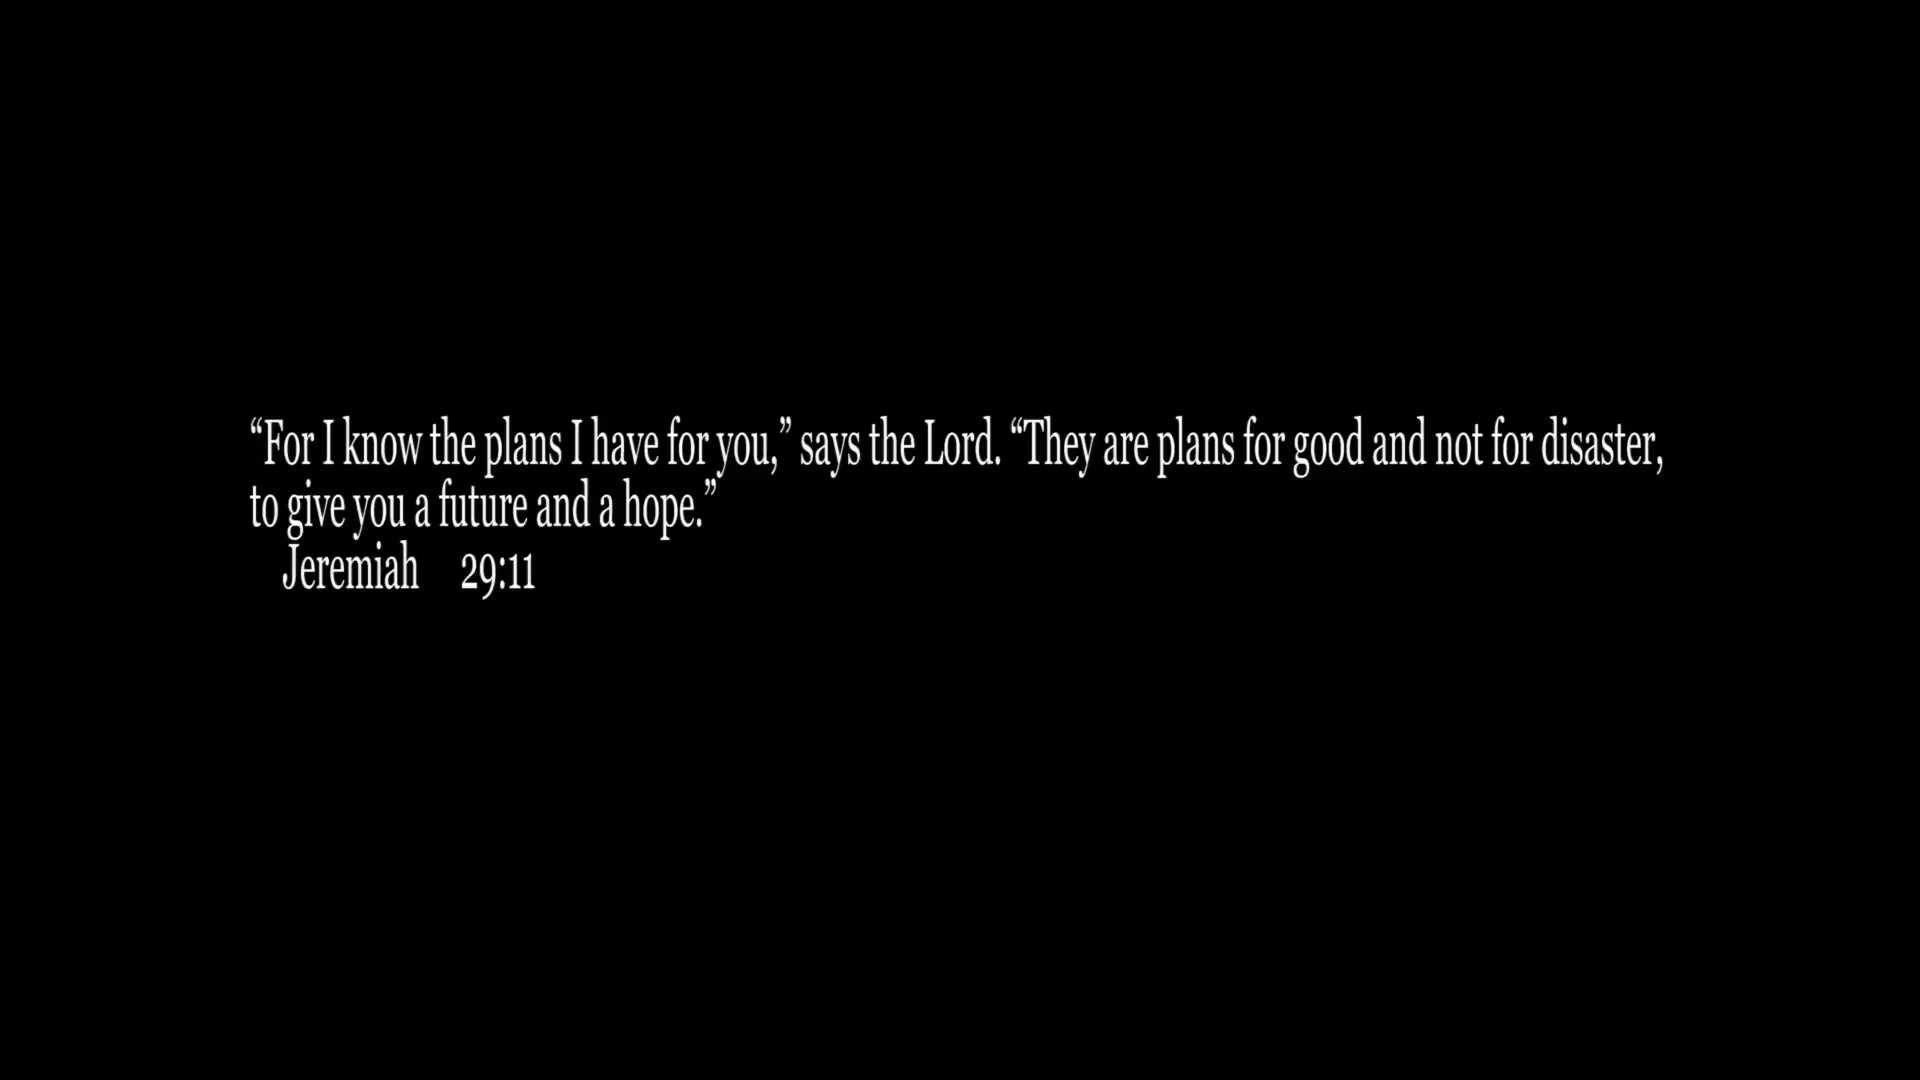 “For I know the plans I have for you,” says the Lord. “They are plans for good and not for disaster,
to give you a future and a hope.”
Jeremiah 29:11